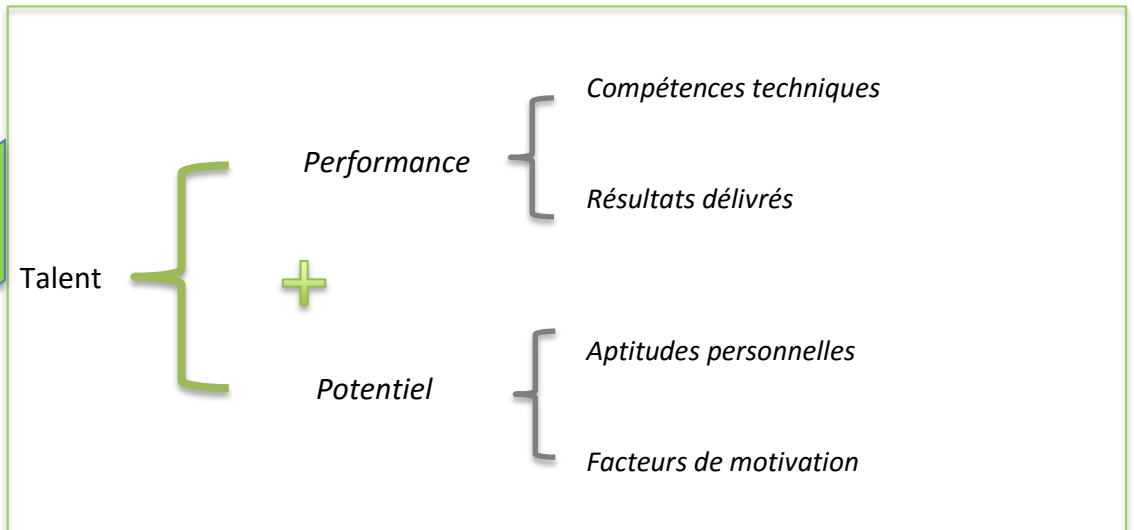 Compétences techniques
Performance
Résultats délivrés
Talent
Aptitudes personnelles
Potentiel
Facteurs de motivation